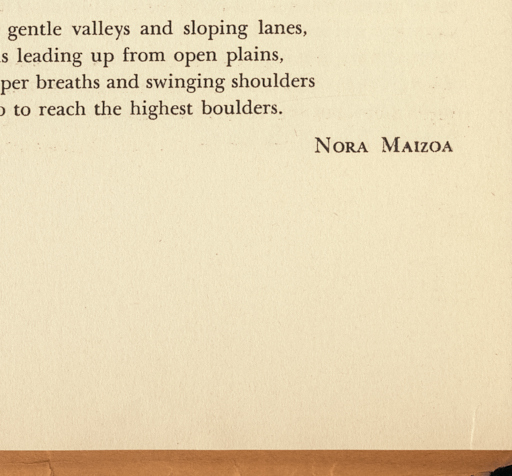 gentle valleys and sloping lanes,
leading up from open plains,
breaths and swinging shoulders
to reach the highest boulders.
NORA MAIZOA